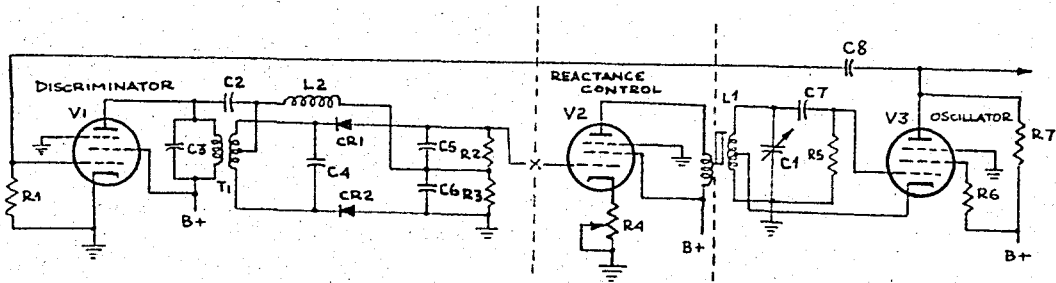 C8
REACTANCE
CONTROL
DISCRIMINATOR
C2
L2
V1
V2
L1
C7
V3
OSCILLATOR
R7
C3
T1
C4
CR1
C5
R2
C1
R5
R1
CR2
C6
R3
R4
R6
B+
B+
B+